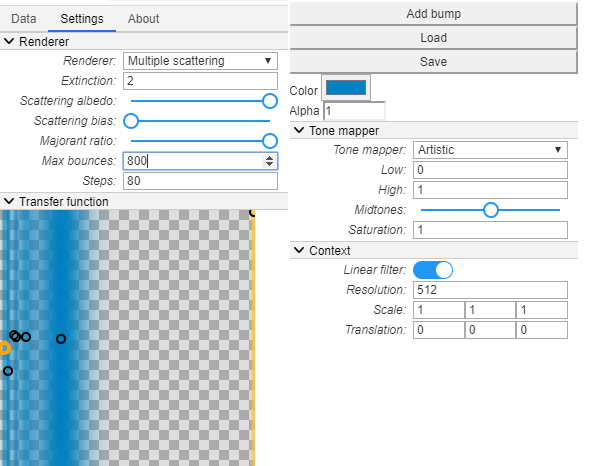 Data Settings About
Renderer
Renderer: Multiple scattering
Extinction: 2
Scattering albedo:
Scattering bias:
Majorant ratio:
Max bounces: 800
Steps: 80
Transfer function
Add bump
Load
Save
Color
Alpha 1
Tone mapper
Tone mapper: Artistic
Low: 0
High: 1
Midtones:
Saturation: 1
Context
Linear filter:
Resolution: 512
Scale: 1 1 1
Translation: 0 0 0